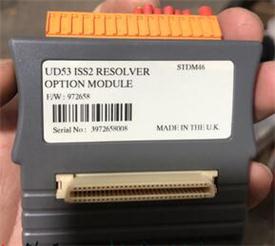 UD53 ISS2 RESOLVER STDM46
OPTION MODULE
F/W : 972658
Serial No : 3972658008 MADE IN THE U.K